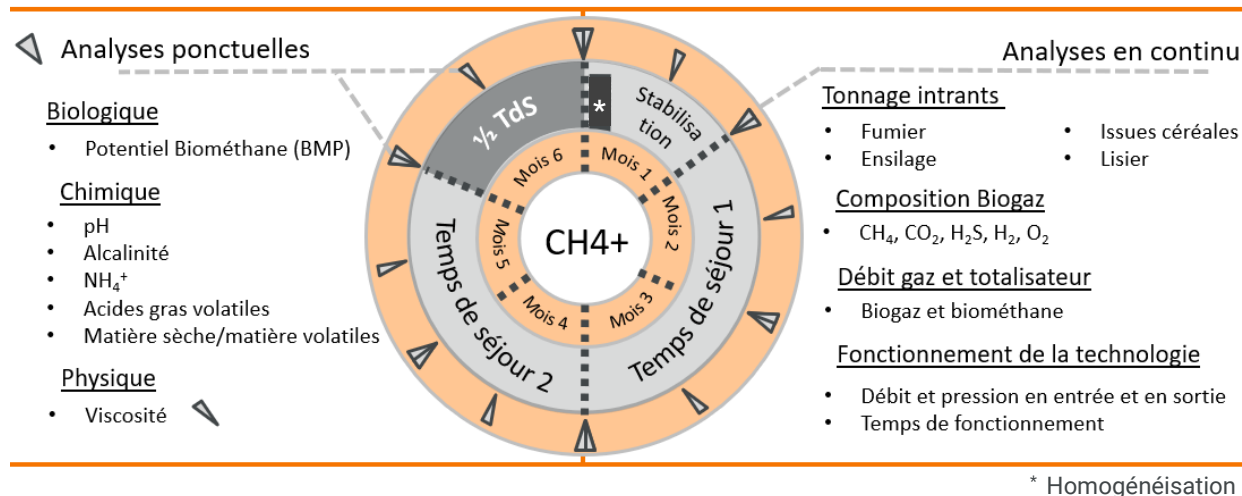 Analyses ponctuelles
Biologique
• Potentiel Biométhane (BMP)
Chimique
• pH
• Alcalinité
• NH₄⁺
• Acides gras volatiles
• Matière sèche/matière volatiles
Physique
• Viscosité
½ TdS
*
Stabilisa
tion
Temps de séjour 1
Temps de séjour 2
Mois 1
Mois 2
Mois 3
Mois 4
Mois 5
Mois 6
CH4+
Analyses en continu
Tonnage intrants
• Fumier
• Ensilage
• Issues céréales
• Lisier
Composition Biogaz
• CH₄, CO₂, H₂S, H₂, O₂
Débit gaz et totalisateur
• Biogaz et biométhane
Fonctionnement de la technologie
• Débit et pression en entrée et en sortie
• Temps de fonctionnement
* Homogénéisation